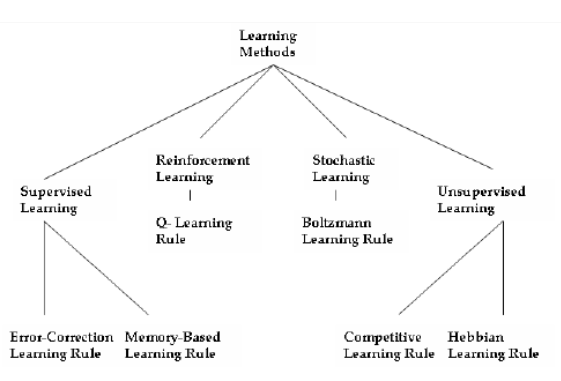 Learning
Methods
Reinforcement
Learning
Stochastic
Learning
Supervised
Learning
Unsupervised
Learning
Q- Learning
Rule
Boltzmann
Learning Rule
Error-Correction
Learning Rule
Memory-Based
Learning Rule
Competitive
Learning Rule
Hebbian
Learning Rule